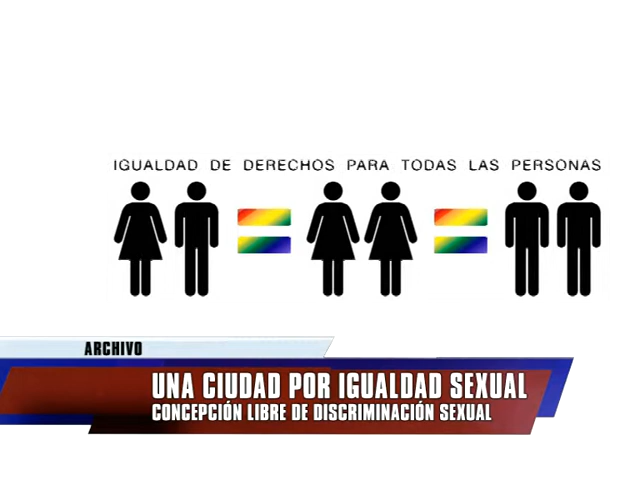 IGUALDAD DE DERECHOS PARA TODAS LAS PERSONAS
ARCHIVO
UNA CIUDAD POR IGUALDAD SEXUAL
CONCEPCIÓN LIBRE DE DISCRIMINACIÓN SEXUAL